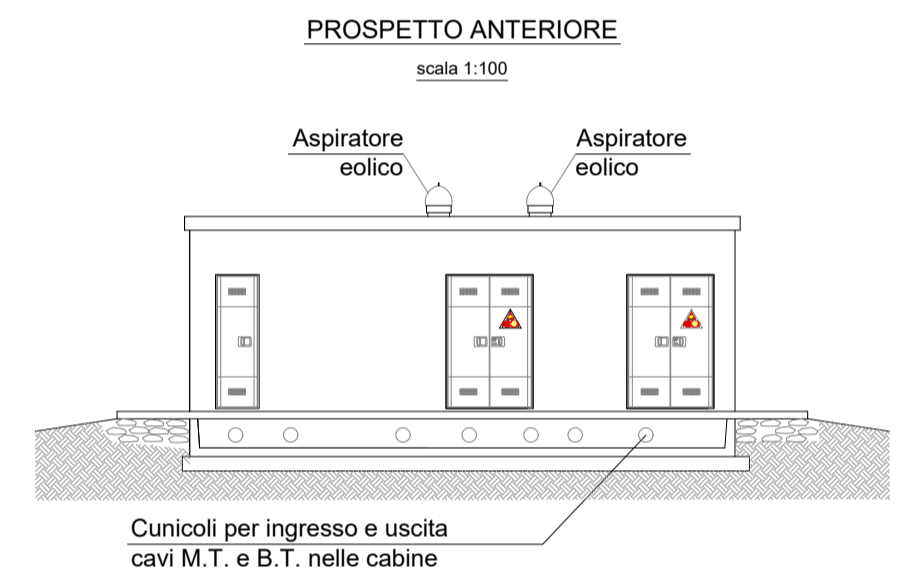 PROSPETTO ANTERIORE
scala 1:100
Aspiratore
eolico
Aspiratore
eolico
Cunicoli per ingresso e uscita
cavi M.T. e B.T. nelle cabine